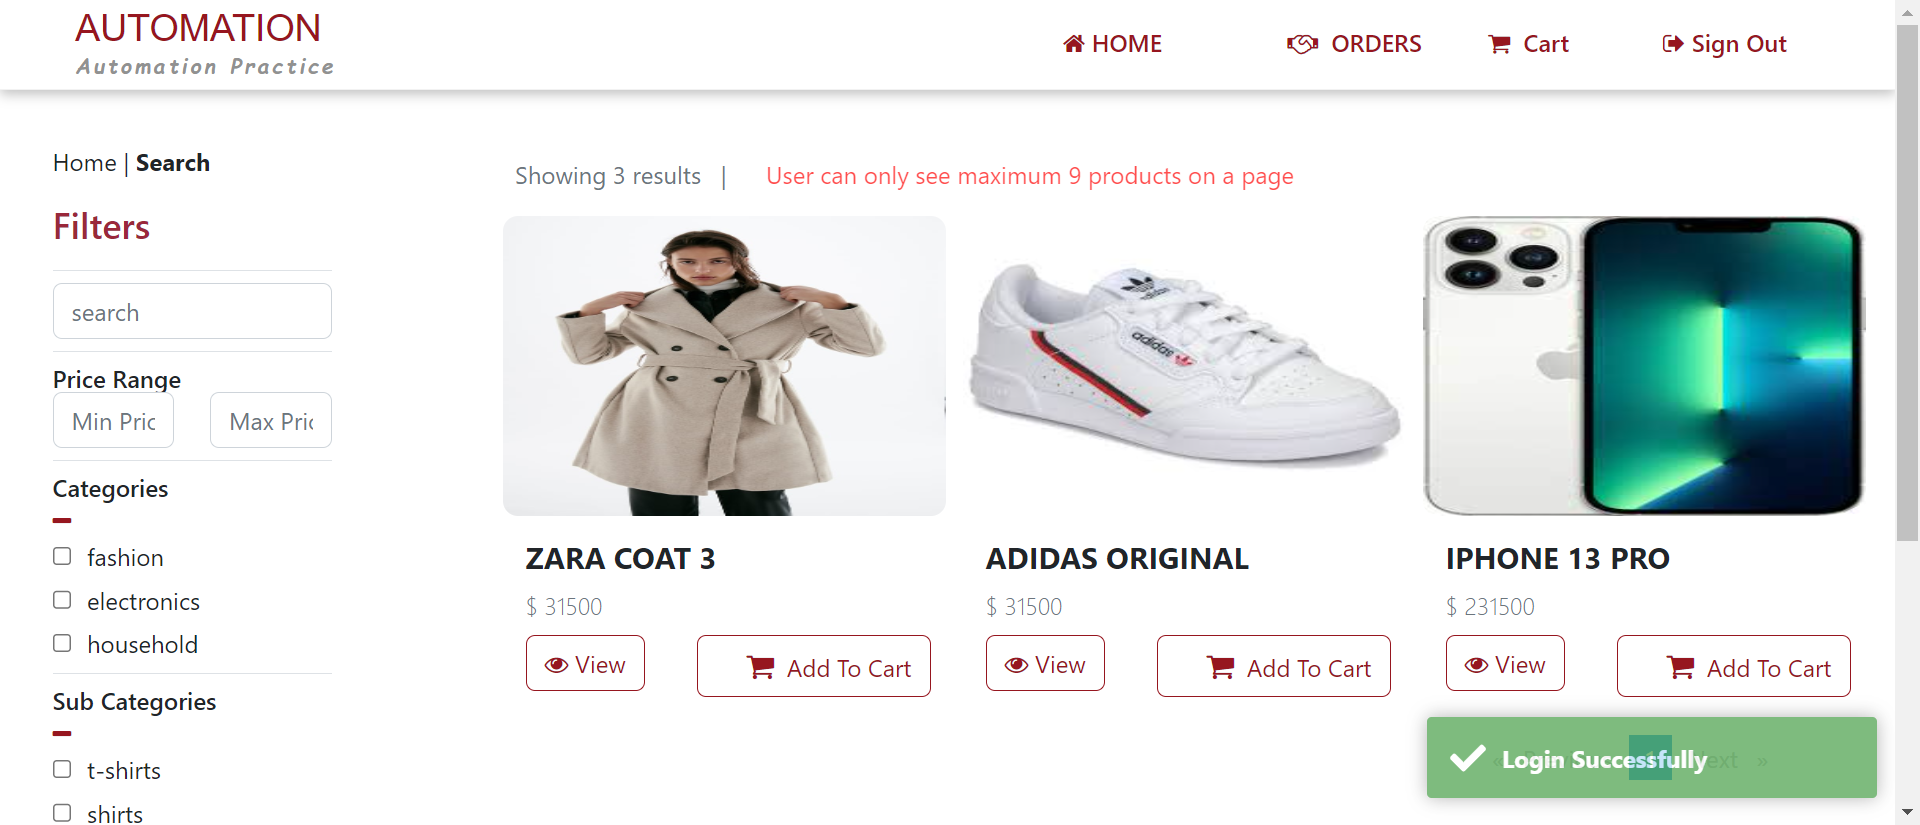 AUTOMATION
Automation Practice
HOME
ORDERS
Cart
Sign Out
Home | Search
Showing 3 results |
User can only see maximum 9 products on a page
Filters
search
Price Range
Min Pric
Max Pric
Categories
fashion
electronics
household
Sub Categories
t-shirts
shirts
adidas
adidas
ZARA COAT 3
$ 31500
View
Add To Cart
ADIDAS ORIGINAL
$ 31500
View
Add To Cart
IPHONE 13 PRO
$ 231500
View
Add To Cart
Login Successfully
»